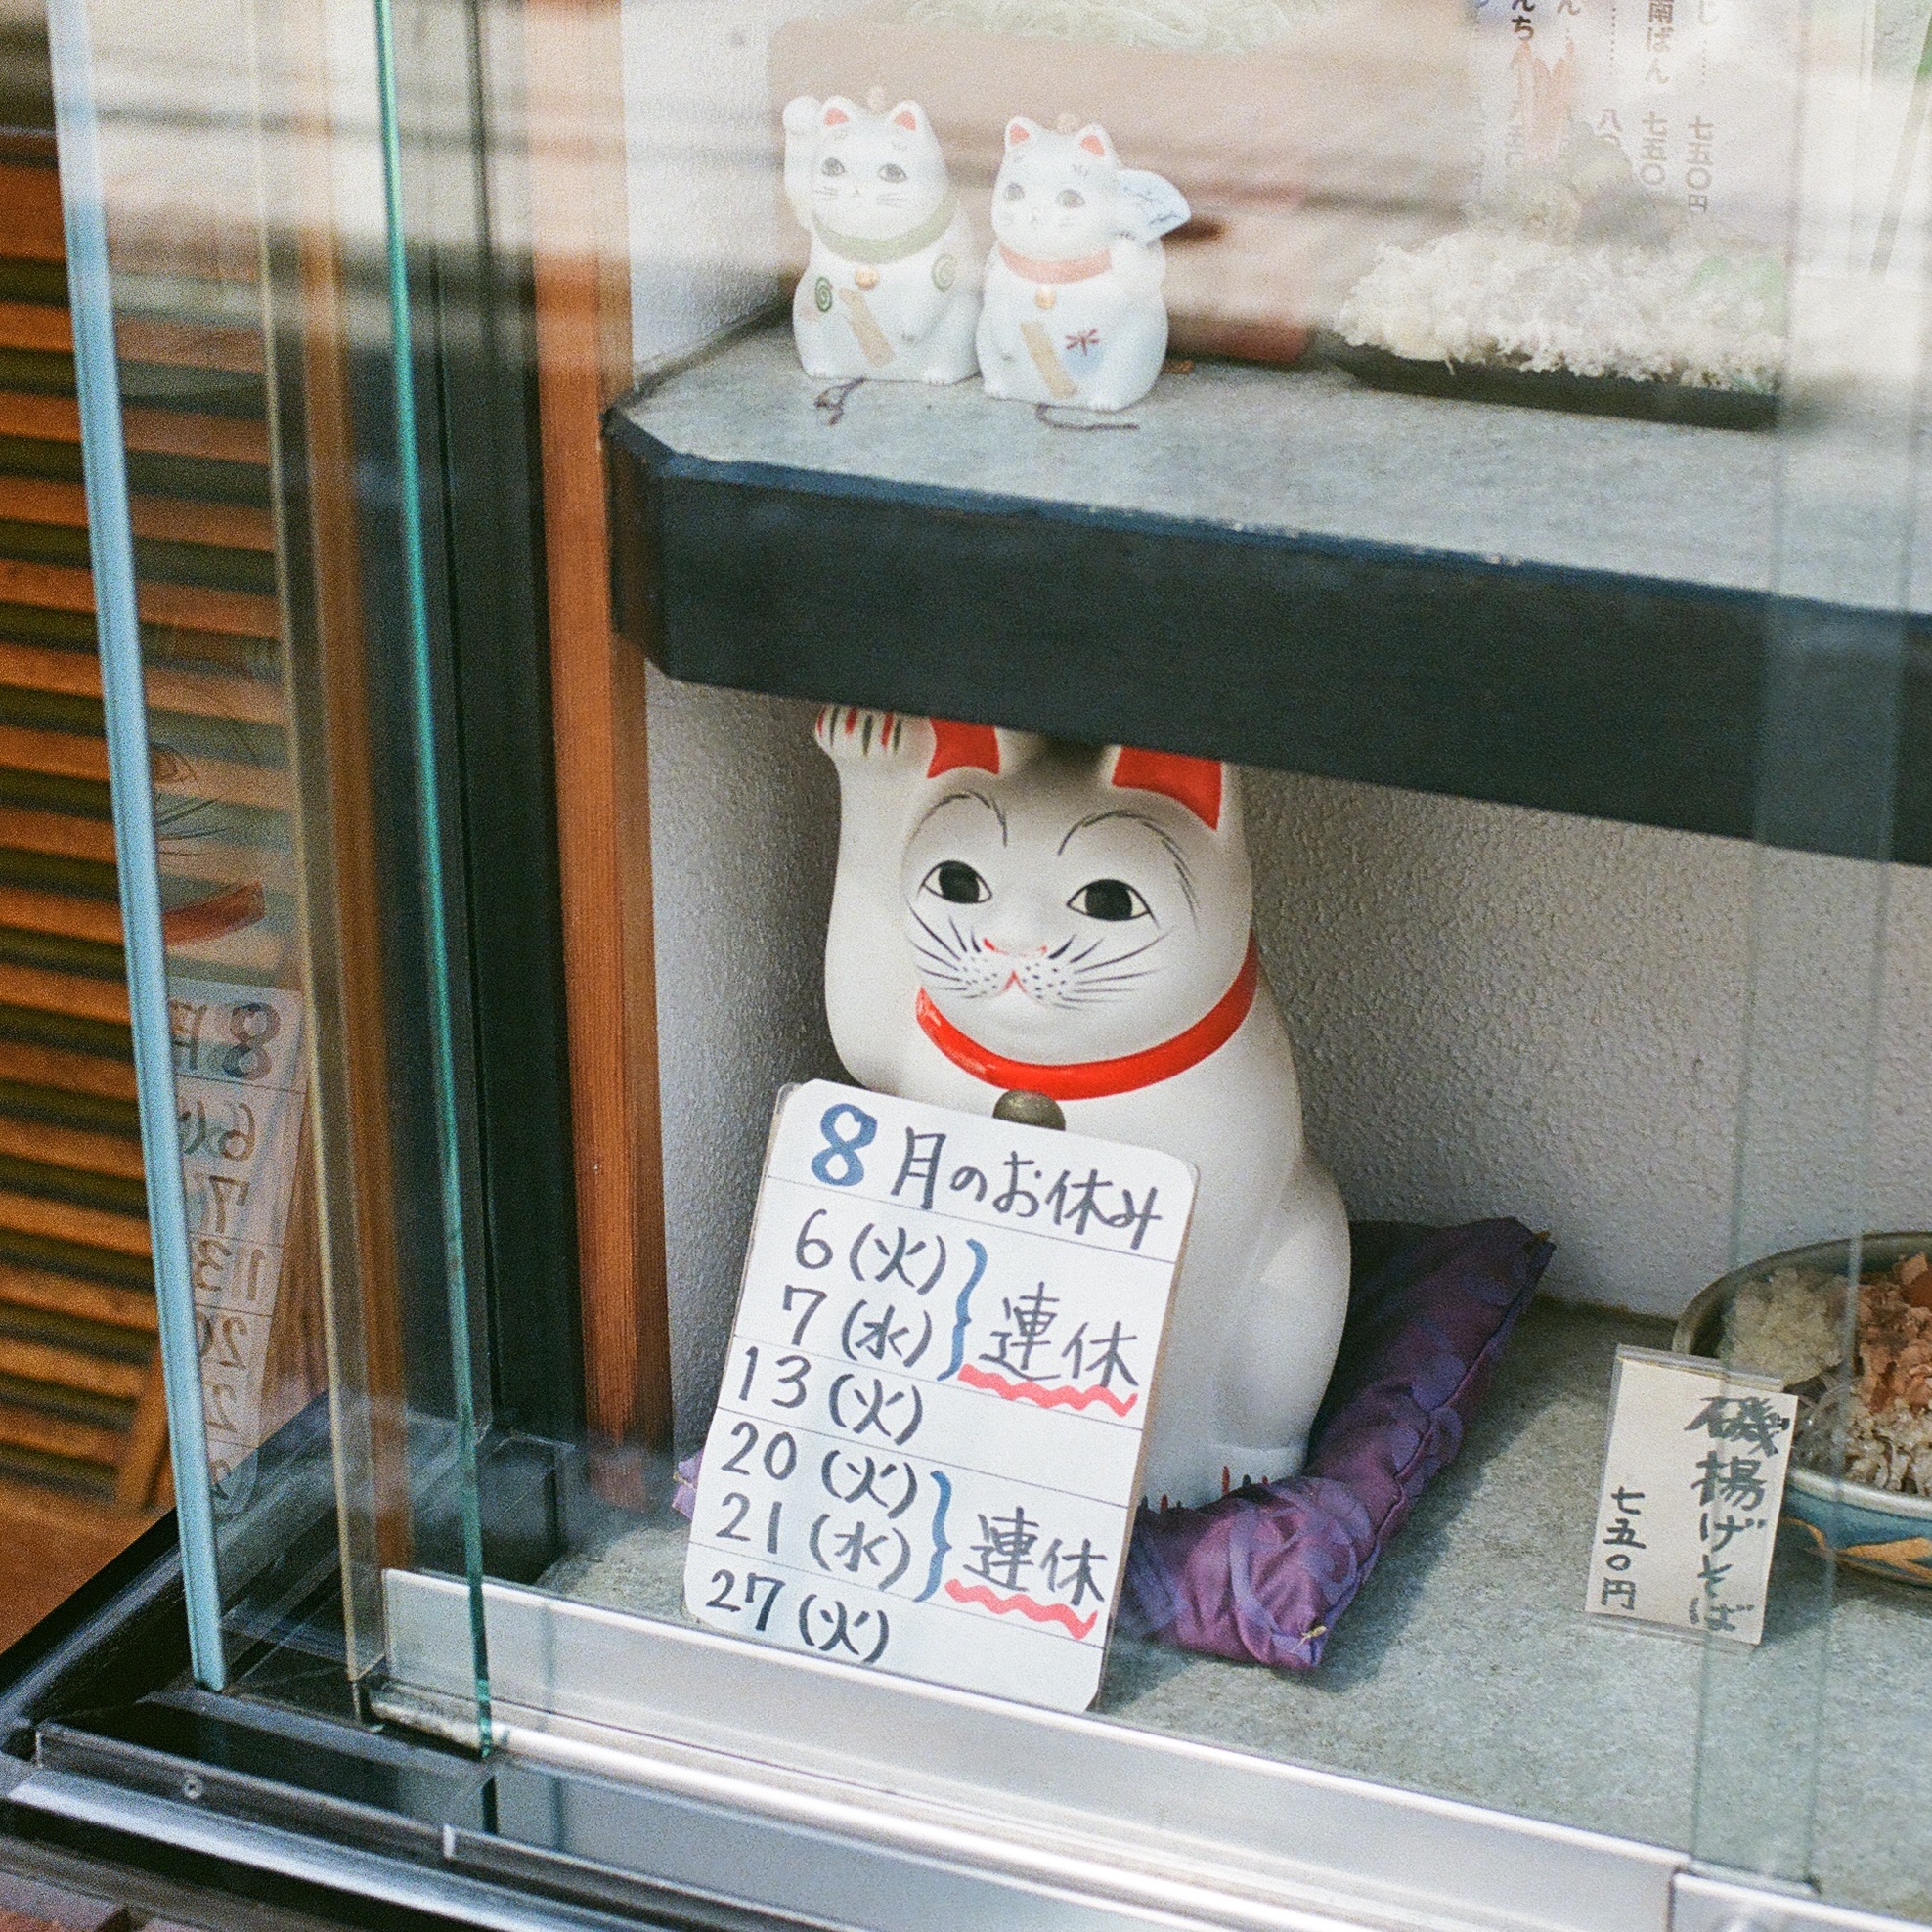 8月のお休み
6(火)
7(水)
連休
13(火)
20(火)
21(水)
連休
27(火)
磯揚げそば
七五〇円
南ばん 七五〇
七五〇円